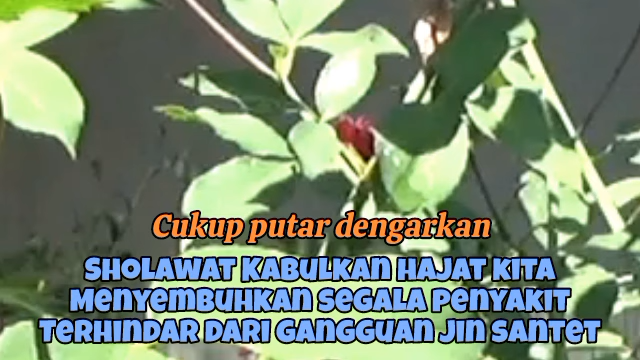 Cukup putar dengarkan
Sholawat Kabulkan hajat kita
Menyembuhkan segala penyakit
Terhindar dari gangguan jin santet